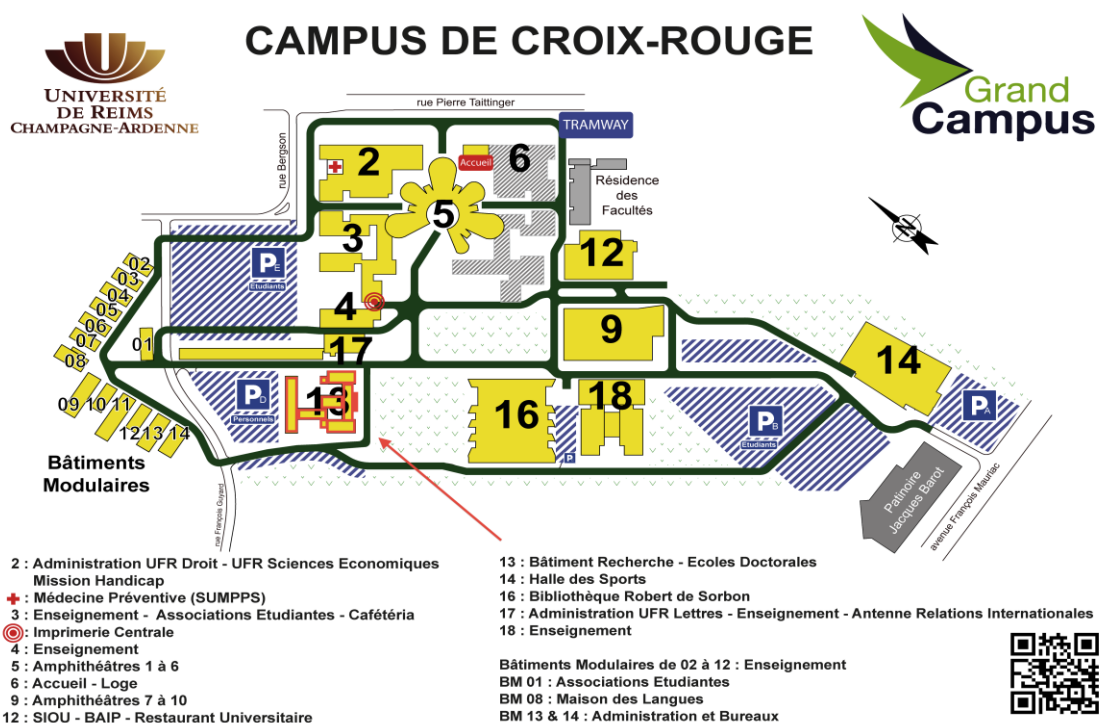 CAMPUS DE CROIX-ROUGE
UNIVERSITÉ
DE REIMS
CHAMPAGNE-ARDENNE
Grand
Campus
rue Pierre Taittinger
TRAMWAY
rue Bergson
2
Accueil
6
Résidence
des
Facultés
5
3
12
N
PE
Etudiants
02
03
04
05
06
07
08
01
4
17
9
14
09 10 11
12 13 14
PD
Personnels
13
16
18
P
PB
Etudiants
PA
Bâtiments
Modulaires
rue François Guyard
Patinoire
Jacques Barot
avenue François Mauriac
2 : Administration UFR Droit - UFR Sciences Economiques
Mission Handicap
: Médecine Préventive (SUMPPS)
3 : Enseignement - Associations Etudiantes - Cafétéria
: Imprimerie Centrale
4 : Enseignement
5 : Amphithéâtres 1 à 6
6 : Accueil - Loge
9 : Amphithéâtres 7 à 10
12 : SIOU - BAIP - Restaurant Universitaire
13 : Bâtiment Recherche - Ecoles Doctorales
14 : Halle des Sports
16 : Bibliothèque Robert de Sorbon
17 : Administration UFR Lettres - Enseignement - Antenne Relations Internationales
18 : Enseignement
Bâtiments Modulaires de 02 à 12 : Enseignement
BM 01 : Associations Etudiantes
BM 08 : Maison des Langues
BM 13 & 14 : Administration et Bureaux